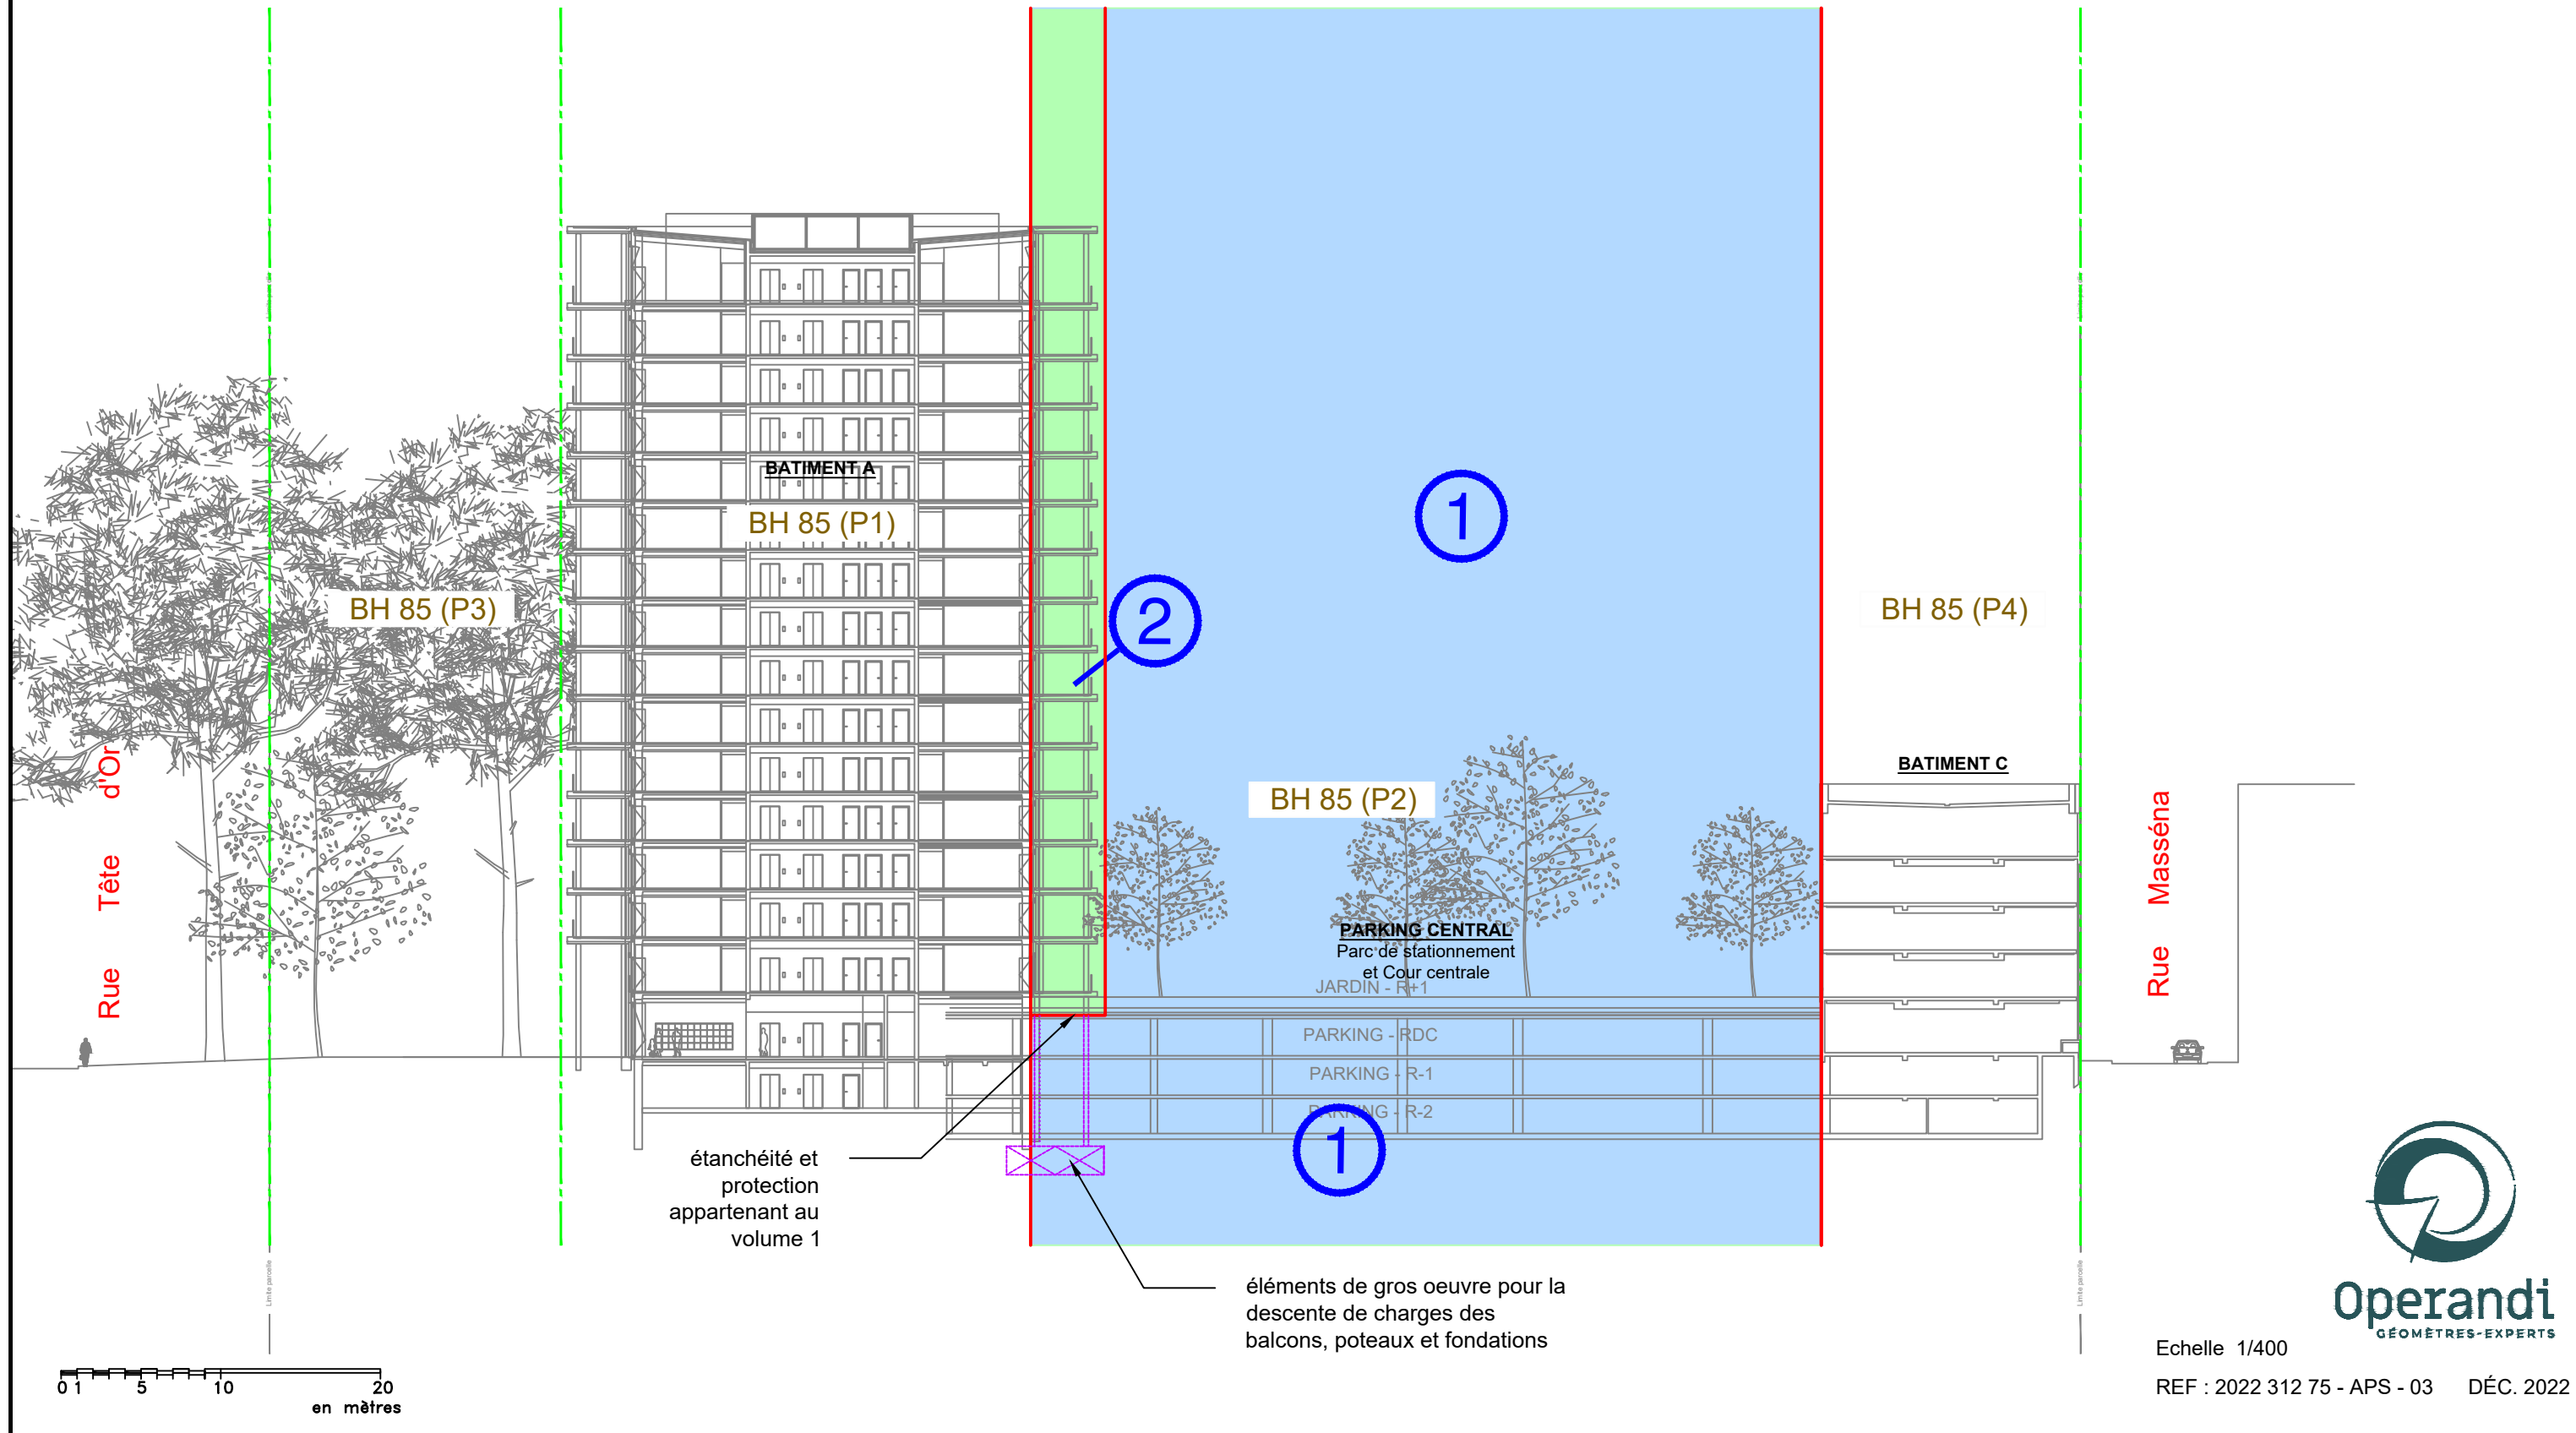 BATIMENT A
BH 85 (P1)
1
2
BH 85 (P3)
BH 85 (P4)
Rue Tête d'Or
BATIMENT C
BH 85 (P2)
Rue Masséna
PARKING CENTRAL
Parc de stationnement
et Cour centrale
JARDIN - R+1
PARKING - RDC
PARKING - R-1
PARKING - R-2
1
étanchéité et
protection
appartenant au
volume 1
éléments de gros oeuvre pour la
descente de charges des
balcons, poteaux et fondations
Limite parcelle
Limite parcelle
Operandi
GÉOMÈTRES-EXPERTS
Echelle 1/400
REF : 2022 312 75 - APS - 03 DÉC. 2022
0 1 5 10 20
en mètres